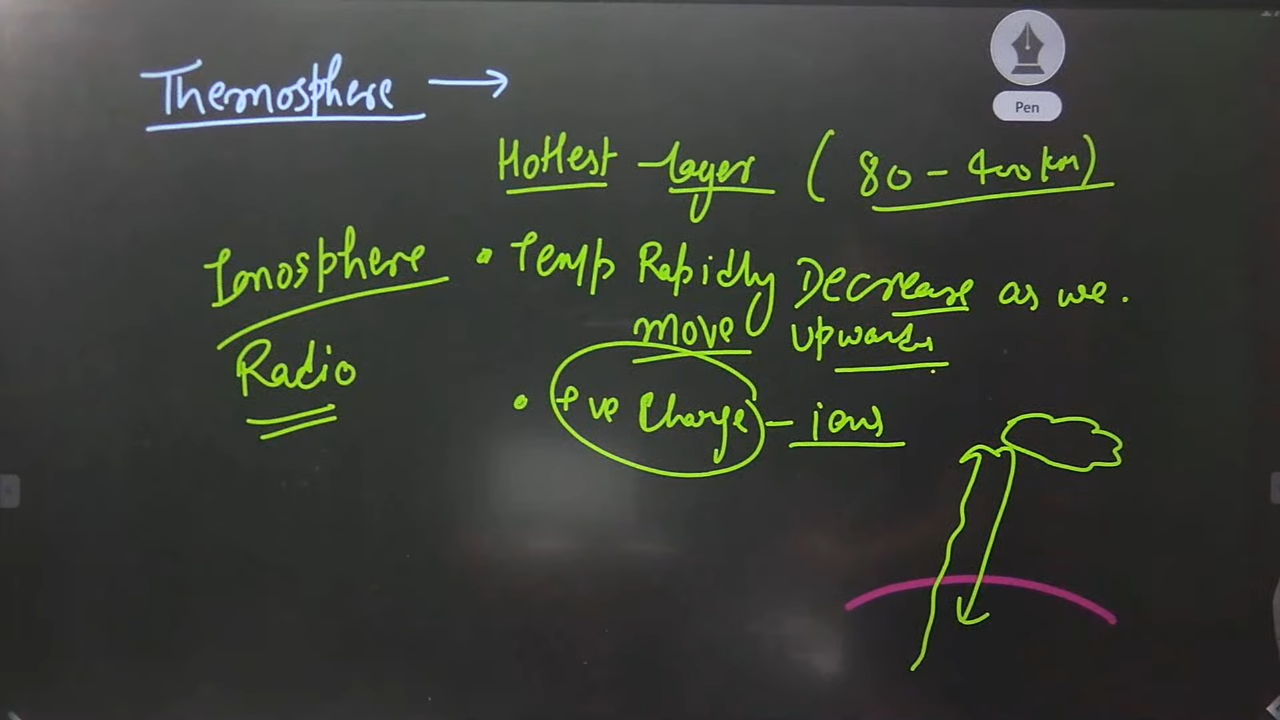 Thermosphere →
Pen
Hottest layer (80 - 400 km)
Ionosphere
• Temp Rapidly Decrease as we.
move upwards
Radio
• +ve Charge - ions